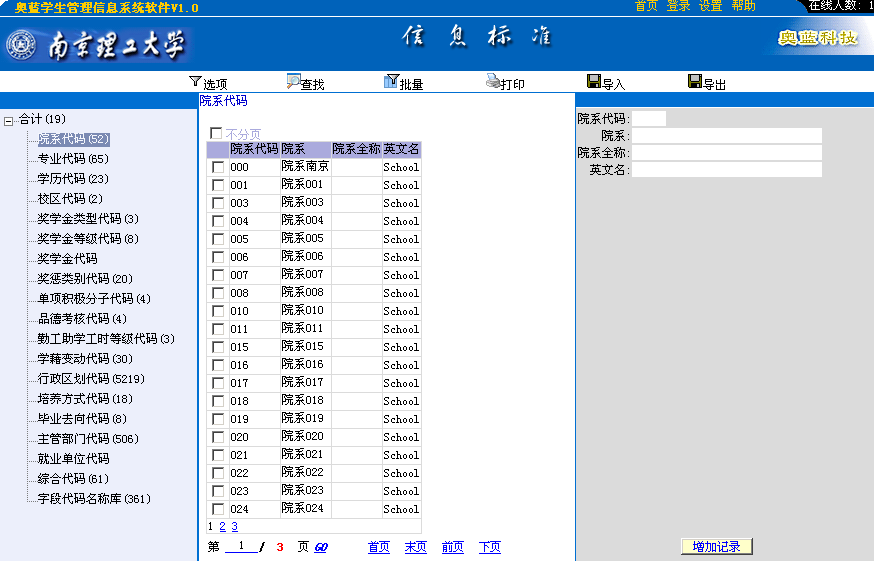 奥蓝学生管理信息系统软件V1.0
首页 登录 设置 帮助
在线人数: 1
南京理工大学
信息标准
奥蓝科技
选项 查找 批量 打印 导入 导出
合计(19)
院系代码(52)
专业代码(65)
学历代码(23)
校区代码(2)
奖学金类型代码(3)
奖学金等级代码(8)
奖学金代码
奖惩类别代码(20)
单项积极分子代码(4)
品德考核代码(4)
勤工助学工时等级代码(3)
学籍变动代码(30)
行政区划代码(5219)
培养方式代码(18)
毕业去向代码(8)
主管部门代码(506)
就业单位代码
综合代码(61)
字段代码名称库(361)
院系代码
不分页
院系代码 院系 院系全称 英文名
000 院系南京 School
001 院系001 School
003 院系003 School
004 院系004 School
005 院系005 School
006 院系006 School
007 院系007 School
008 院系008 School
010 院系010 School
011 院系011 School
015 院系015 School
016 院系016 School
017 院系017 School
018 院系018 School
019 院系019 School
020 院系020 School
021 院系021 School
022 院系022 School
023 院系023 School
024 院系024 School
1 2 3
第 1 / 3 页 GO 首页 末页 前页 下页
院系代码:
院系:
院系全称:
英文名:
增加记录